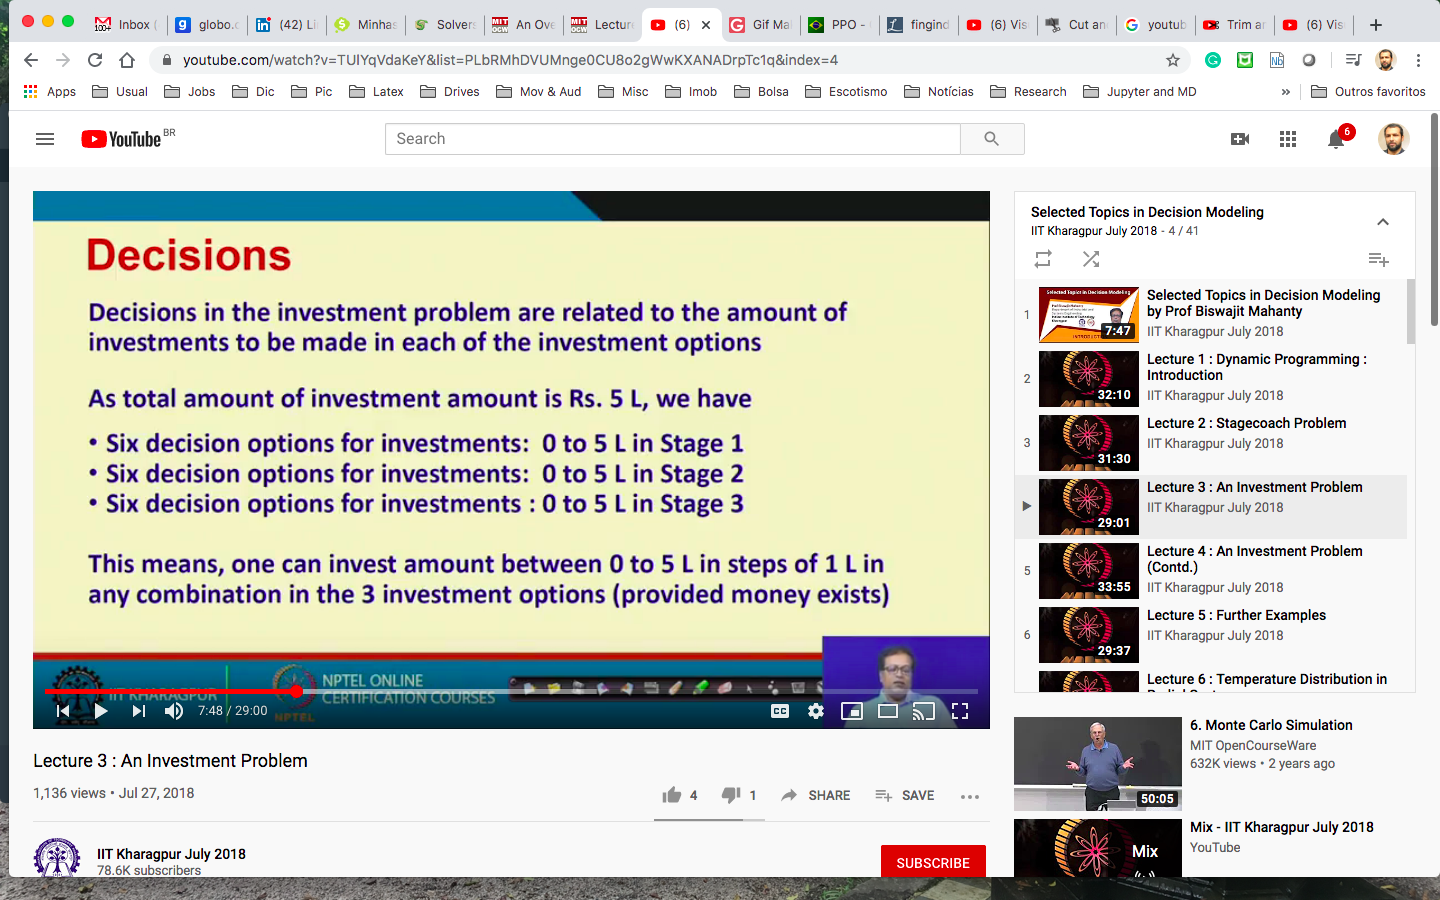 Inbox (
globo.c
(42) Li
Minhas
Solvers
An Ove
Lecture
(6)
Gif Mai
PPO -
fingind
(6) Vis
Cut an
youtub
Trim ar
(6) Vis
youtube.com/watch?v=TUIYqVdaKeY&list=PLbRMhDVUMnge0CU8o2gWwKXANADrpTc1q&index=4
Apps Usual Jobs Dic Pic Latex Drives Mov & Aud Misc Imob Bolsa Escotismo Notícias Research Jupyter and MD » Outros favoritos
YouTube BR
Search
6
Decisions
Decisions in the investment problem are related to the amount of
investments to be made in each of the investment options
As total amount of investment amount is Rs. 5 L, we have
• Six decision options for investments: 0 to 5 L in Stage 1
• Six decision options for investments: 0 to 5 L in Stage 2
• Six decision options for investments : 0 to 5 L in Stage 3
This means, one can invest amount between 0 to 5 L in steps of 1 L in
any combination in the 3 investment options (provided money exists)
IIT KHARAGPUR
NPTEL
NPTEL ONLINE
CERTIFICATION COURSES
7:48 / 29:00
CC
Lecture 3 : An Investment Problem
1,136 views • Jul 27, 2018
4 1 SHARE SAVE
IIT Kharagpur July 2018
78.6K subscribers
SUBSCRIBE
Selected Topics in Decision Modeling
IIT Kharagpur July 2018 - 4 / 41
1
7:47
Selected Topics in Decision Modeling
by Prof Biswajit Mahanty
IIT Kharagpur July 2018
2
32:10
Lecture 1 : Dynamic Programming :
Introduction
IIT Kharagpur July 2018
3
31:30
Lecture 2 : Stagecoach Problem
IIT Kharagpur July 2018
29:01
Lecture 3 : An Investment Problem
IIT Kharagpur July 2018
5
33:55
Lecture 4 : An Investment Problem
(Contd.)
IIT Kharagpur July 2018
6
29:37
Lecture 5 : Further Examples
IIT Kharagpur July 2018
Lecture 6 : Temperature Distribution in
50:05
6. Monte Carlo Simulation
MIT OpenCourseWare
632K views • 2 years ago
Mix
Mix - IIT Kharagpur July 2018
YouTube